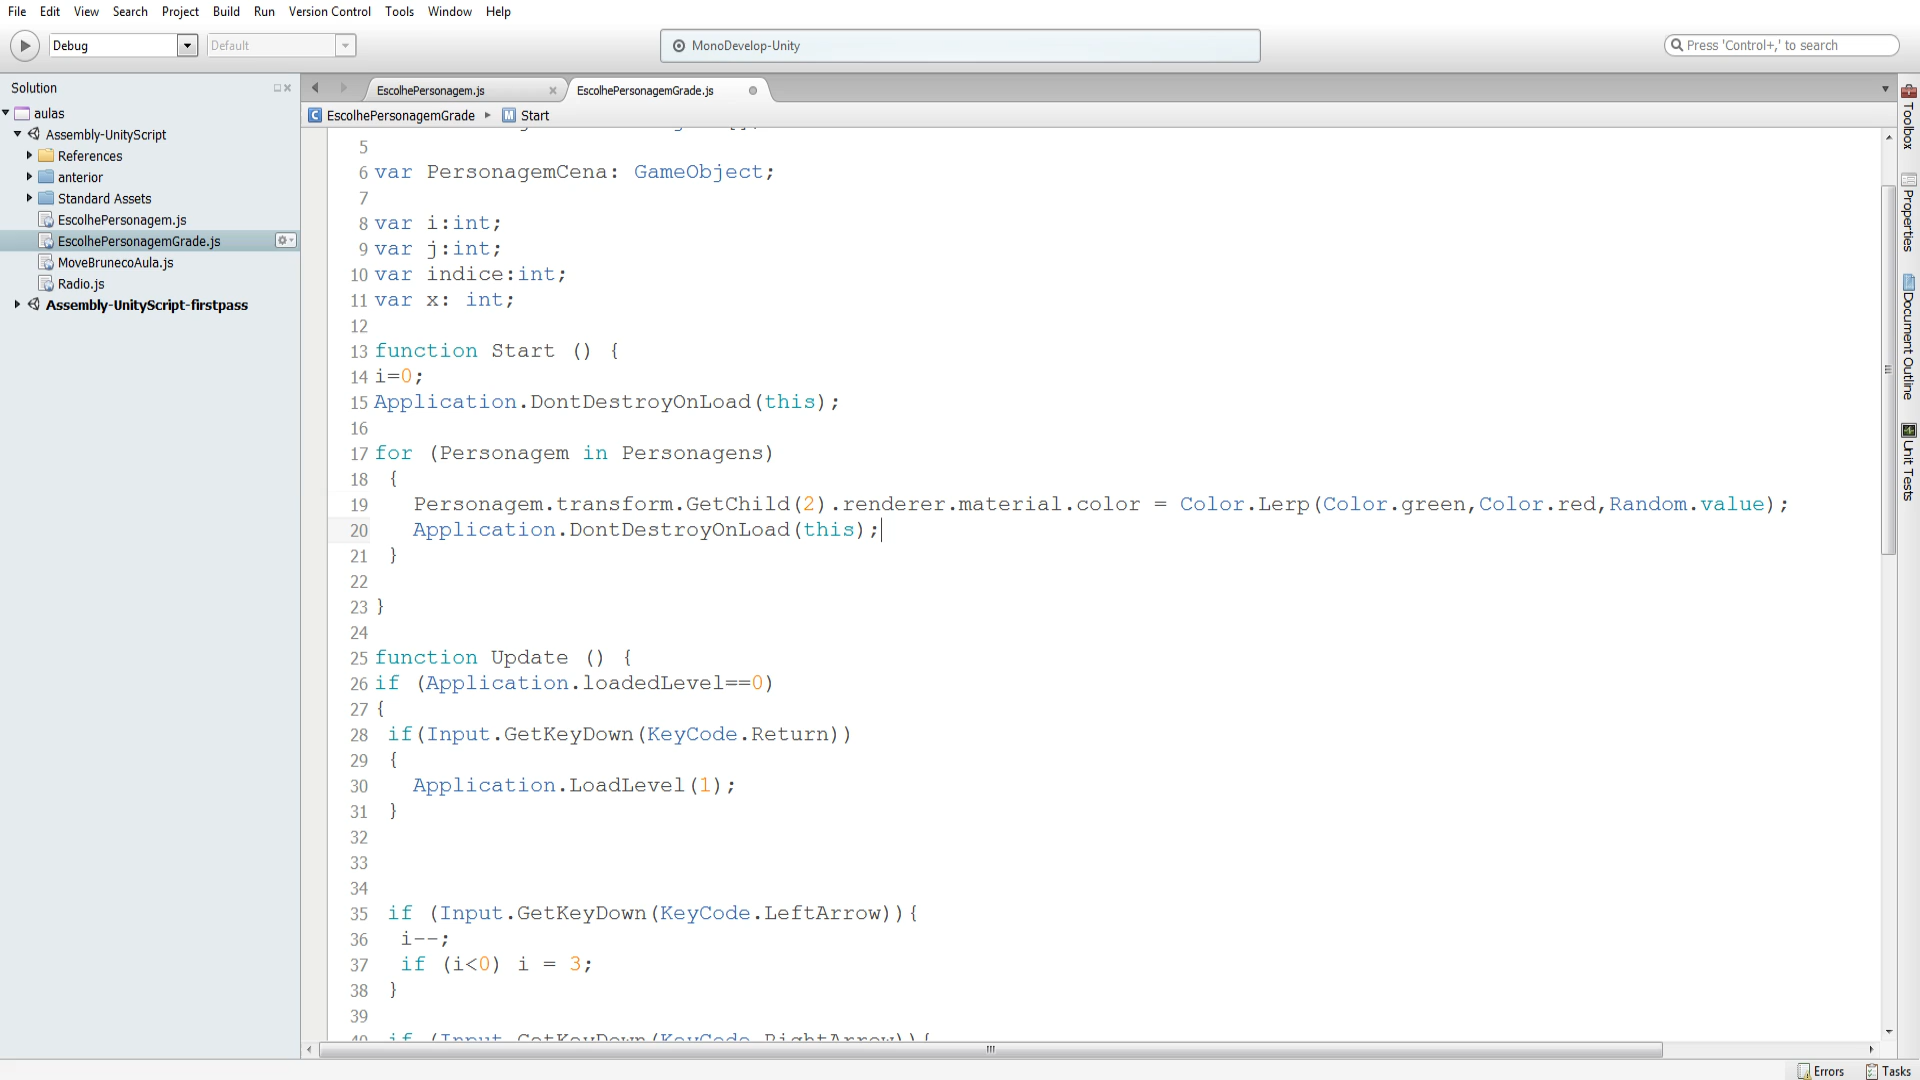 File Edit View Search Project Build Run Version Control Tools Window Help
Debug Default MonoDevelop-Unity Press 'Control+,' to search
Solution
aulas
Assembly-UnityScript
References
anterior
Standard Assets
EscolhePersonagem.js
EscolhePersonagemGrade.js
MoveBrunecoAula.js
Radio.js
Assembly-UnityScript-firstpass
EscolhePersonagem.js EscolhePersonagemGrade.js
EscolhePersonagemGrade Start
5
6 var PersonagemCena: GameObject;
7
8 var i:int;
9 var j:int;
10 var indice:int;
11 var x: int;
12
13 function Start () {
14 i=0;
15 Application.DontDestroyOnLoad(this);
16
17 for (Personagem in Personagens)
18 {
19 Personagem.transform.GetChild(2).renderer.material.color = Color.Lerp(Color.green,Color.red,Random.value);
20 Application.DontDestroyOnLoad(this);
21 }
22
23 }
24
25 function Update () {
26 if (Application.loadedLevel==0)
27 {
28 if(Input.GetKeyDown(KeyCode.Return))
29 {
30 Application.LoadLevel(1);
31 }
32
33
34
35 if (Input.GetKeyDown(KeyCode.LeftArrow)){
36 i--;
37 if (i<0) i = 3;
38 }
39
40 if (Input.GetKeyDown(KeyCode.RightArrow)){
Toolbox
Properties
Document Outline
Unit Tests
Errors Tasks